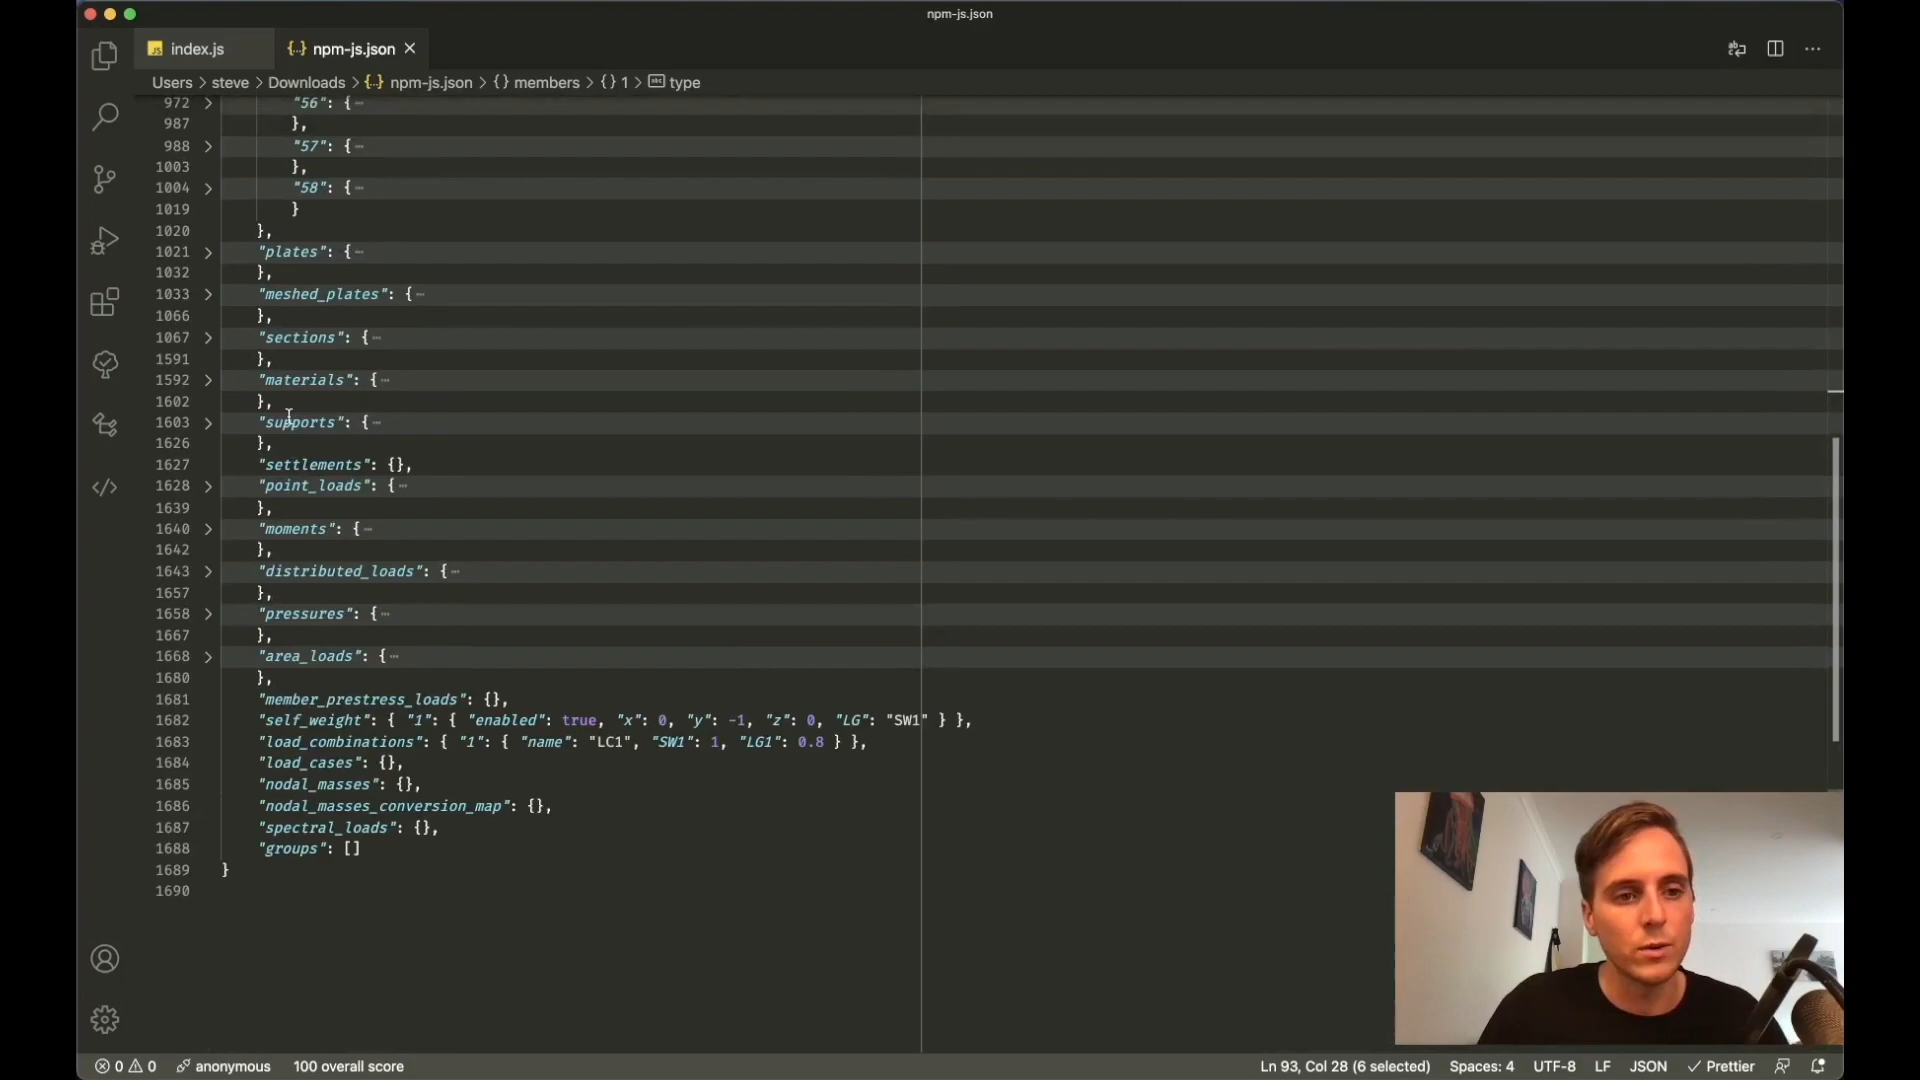 npm-js.json
JS index.js {··} npm-js.json ×
Users > steve > Downloads > {··} npm-js.json > {} members > {} 1 > abc type
972 > "56": {⋯
987 },
988 > "57": {⋯
1003 },
1004 > "58": {⋯
1019 }
1020 },
1021 > "plates": {⋯
1032 },
1033 > "meshed_plates": {⋯
1066 },
1067 > "sections": {⋯
1591 },
1592 > "materials": {⋯
1602 },
1603 > "supports": {⋯
1626 },
1627 "settlements": {},
1628 > "point_loads": {⋯
1639 },
1640 > "moments": {⋯
1642 },
1643 > "distributed_loads": {⋯
1657 },
1658 > "pressures": {⋯
1667 },
1668 > "area_loads": {⋯
1680 },
1681 "member_prestress_loads": {},
1682 "self_weight": { "1": { "enabled": true, "x": 0, "y": -1, "z": 0, "LG": "SW1" } },
1683 "load_combinations": { "1": { "name": "LC1", "SW1": 1, "LG1": 0.8 } },
1684 "load_cases": {},
1685 "nodal_masses": {},
1686 "nodal_masses_conversion_map": {},
1687 "spectral_loads": {},
1688 "groups": []
1689 }
1690
0 0 anonymous 100 overall score Ln 93, Col 28 (6 selected) Spaces: 4 UTF-8 LF JSON ✓ Prettier